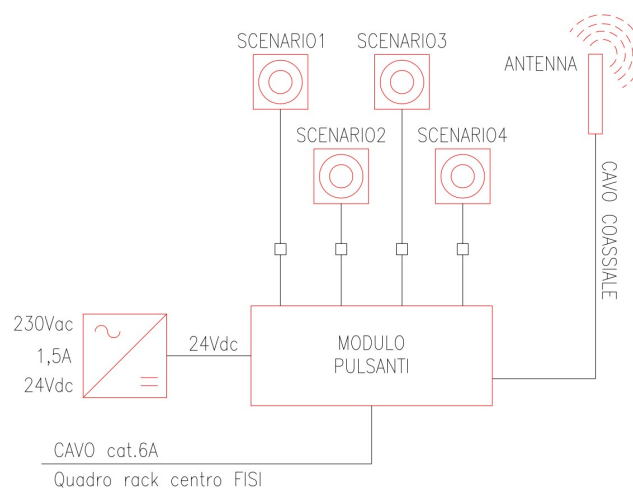 SCENARIO1
SCENARIO3
ANTENNA
SCENARIO2
SCENARIO4
CAVO COASSIALE
230Vac
1,5A
24Vdc
24Vdc
MODULO
PULSANTI
CAVO cat.6A
Quadro rack centro FISI